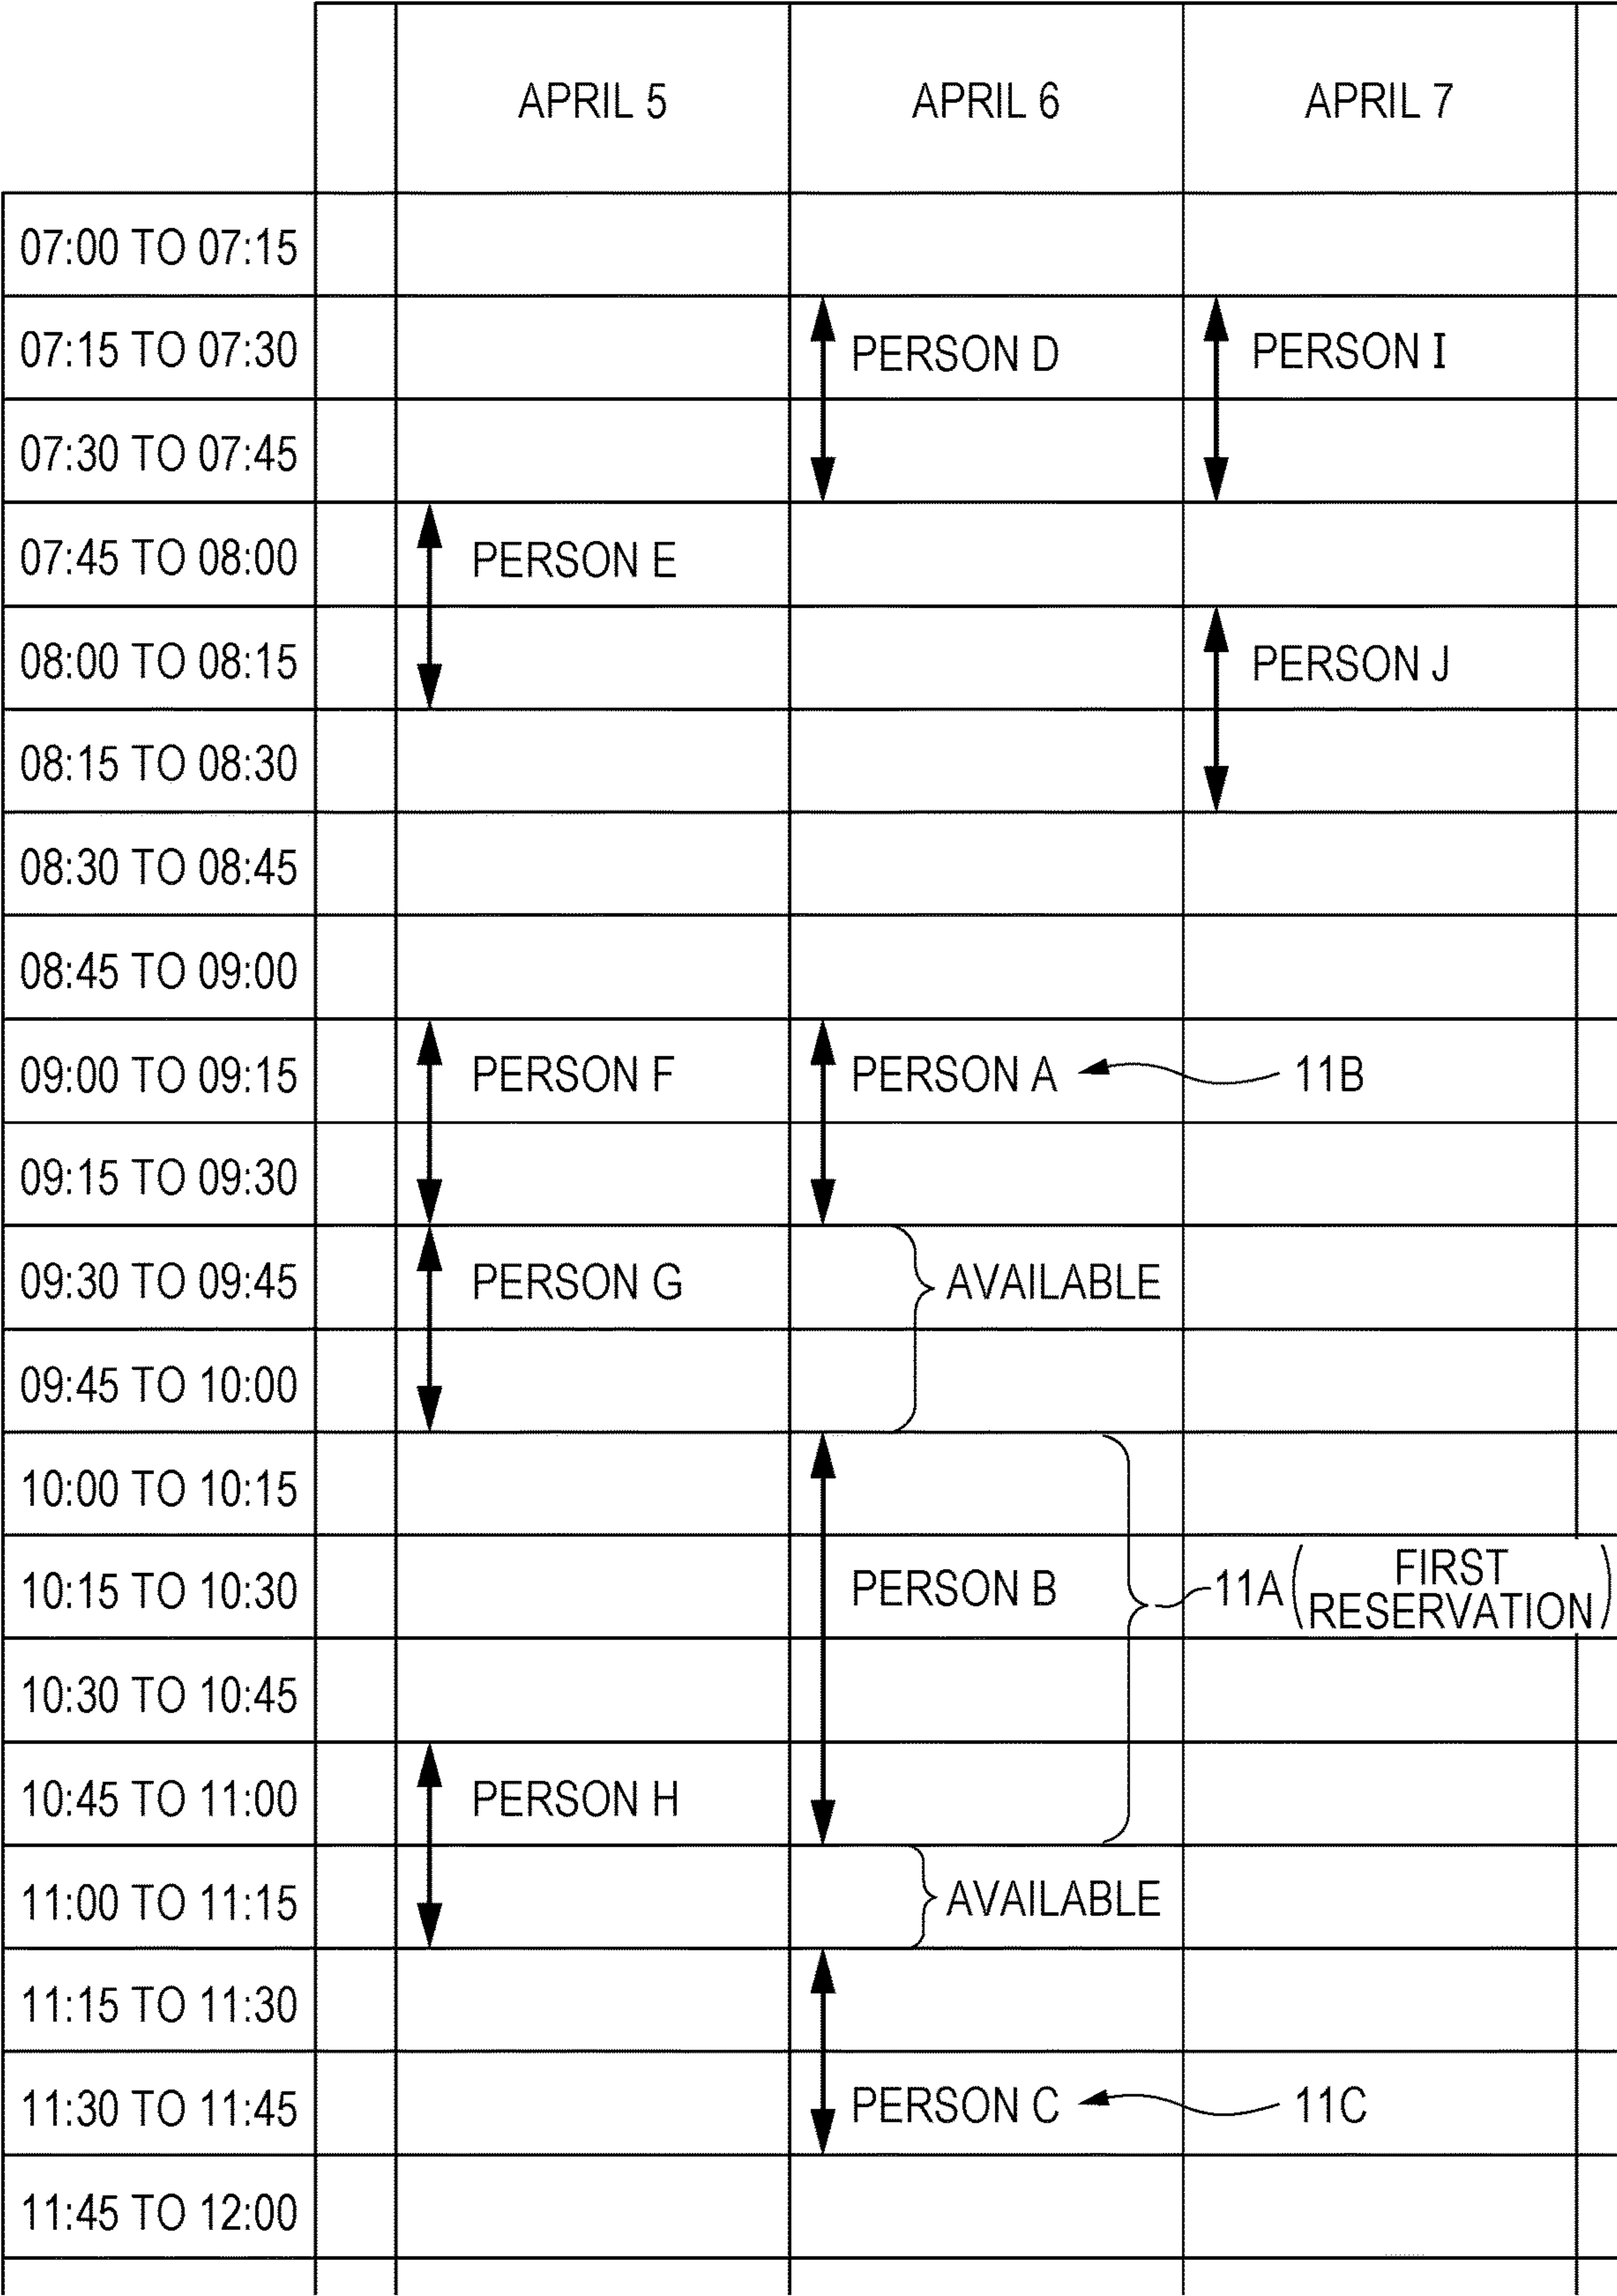 APRIL 5 APRIL 6 APRIL 7
07:00 TO 07:15
07:15 TO 07:30 PERSON D PERSON I
07:30 TO 07:45
07:45 TO 08:00 PERSON E
08:00 TO 08:15 PERSON J
08:15 TO 08:30
08:30 TO 08:45
08:45 TO 09:00
09:00 TO 09:15 PERSON F PERSON A 11B
09:15 TO 09:30
09:30 TO 09:45 PERSON G AVAILABLE
09:45 TO 10:00
10:00 TO 10:15
10:15 TO 10:30 PERSON B 11A (FIRST
RESERVATION)
10:30 TO 10:45
10:45 TO 11:00 PERSON H
11:00 TO 11:15 AVAILABLE
11:15 TO 11:30
11:30 TO 11:45 PERSON C 11C
11:45 TO 12:00